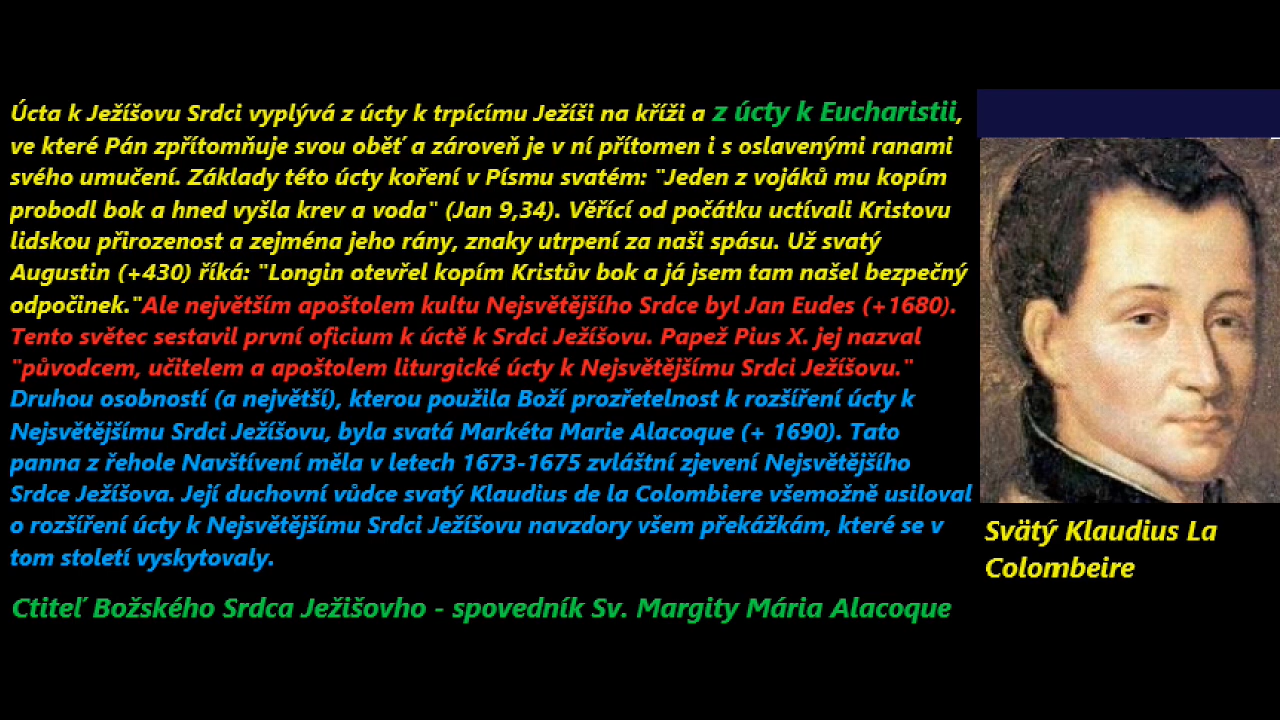 Úcta k Ježíšovu Srdci vyplývá z úcty k trpícímu Ježíši na kříži a z úcty k Eucharistii,
ve které Pán zpřítomňuje svou oběť a zároveň je v ní přítomen i s oslavenými ranami
svého umučení. Základy této úcty koření v Písmu svatém: "Jeden z vojáků mu kopím
probodl bok a hned vyšla krev a voda" (Jan 9,34). Věřící od počátku uctívali Kristovu
lidskou přirozenost a zejména jeho rány, znaky utrpení za naši spásu. Už svatý
Augustin (+430) říká: "Longin otevřel kopím Kristův bok a já jsem tam našel bezpečný
odpočinek."Ale největším apoštolem kultu Nejsvětějšího Srdce byl Jan Eudes (+1680).
Tento světec sestavil první oficium k úctě k Srdci Ježíšovu. Papež Pius X. jej nazval
"původcem, učitelem a apoštolem liturgické úcty k Nejsvětějšímu Srdci Ježíšovu."
Druhou osobností (a největší), kterou použila Boží prozřetelnost k rozšíření úcty k
Nejsvětějšímu Srdci Ježíšovu, byla svatá Markéta Marie Alacoque (+ 1690). Tato
panna z řehole Navštívení měla v letech 1673-1675 zvláštní zjevení Nejsvětějšího
Srdce Ježíšova. Její duchovní vůdce svatý Klaudius de la Colombiere všemožně usiloval
o rozšíření úcty k Nejsvětějšímu Srdci Ježíšovu navzdory všem překážkám, které se v
tom století vyskytovaly.
Svätý Klaudius La
Colombeire
Ctiteľ Božského Srdca Ježišovho - spovedník Sv. Margity Mária Alacoque